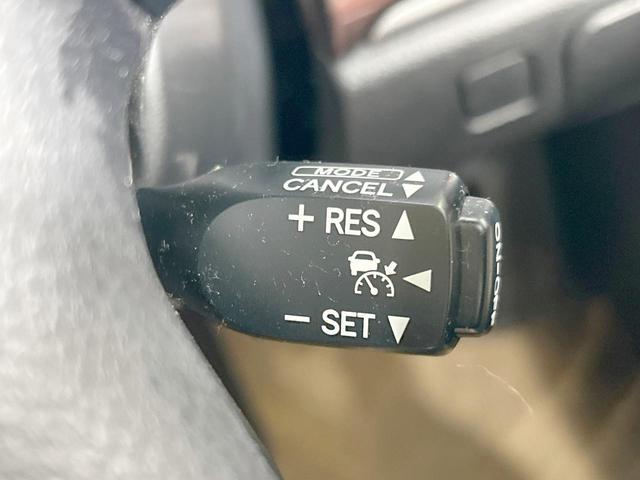 MODE
CANCEL
+ RES
- SET
ON-OFF